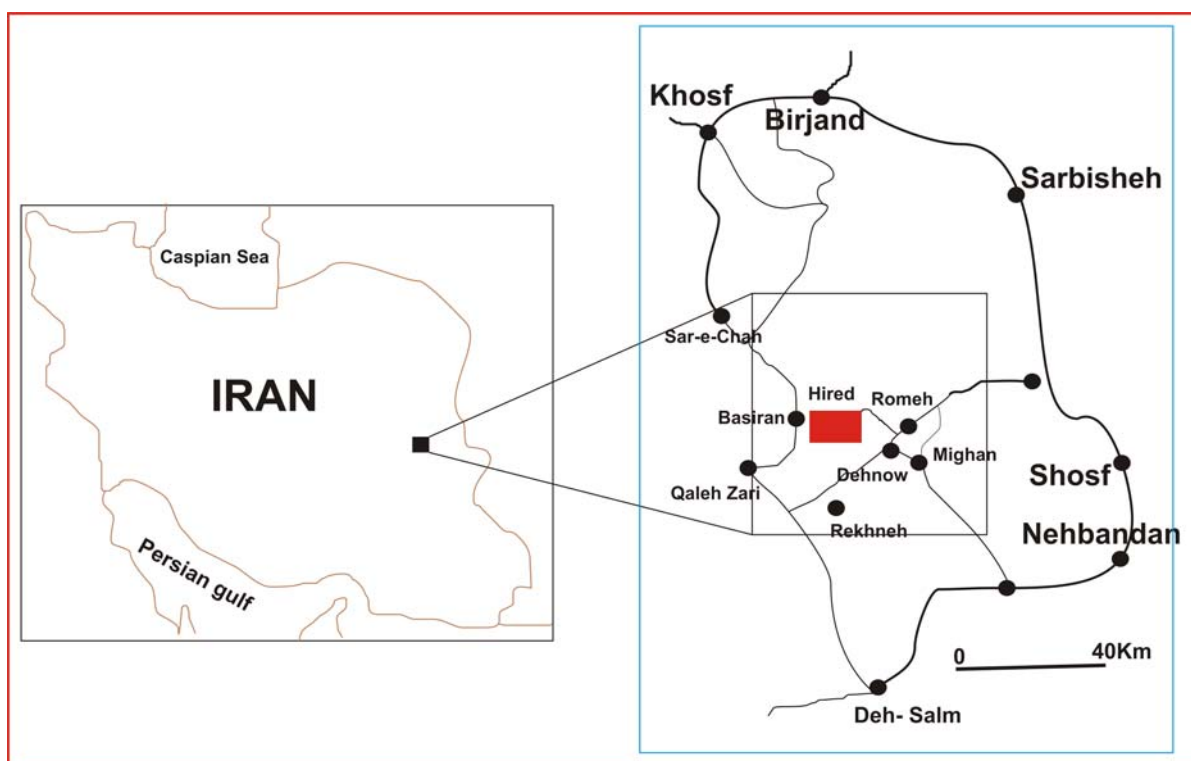 Caspian Sea
IRAN
Persian gulf
Khosf
Birjand
Sarbisheh
Sar-e-Chah
Hired
Romeh
Basiran
Mighan
Dehnow
Qaleh Zari
Shosf
Rekhneh
Nehbandan
0 40Km
Deh- Salm